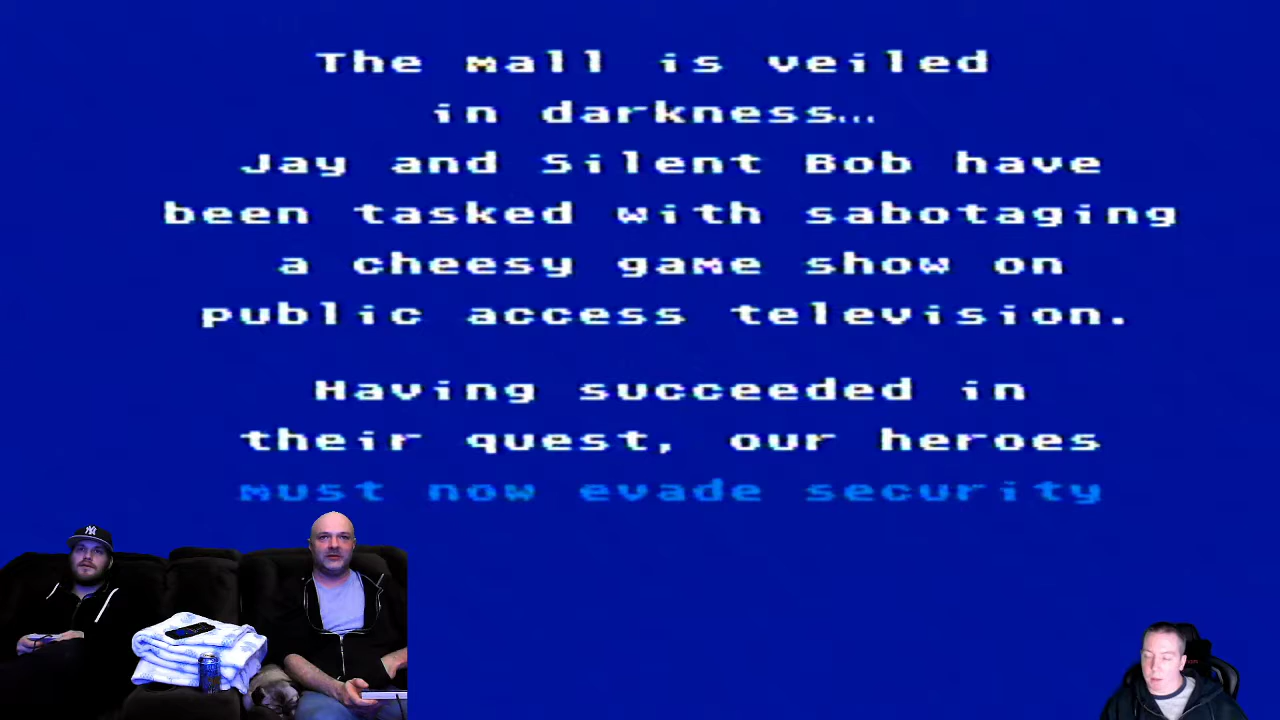 The mall is veiled
in darkness...
Jay and Silent Bob have
been tasked with sabotaging
a cheesy game show on
public access television.
Having succeeded in
their quest, our heroes
must now evade security